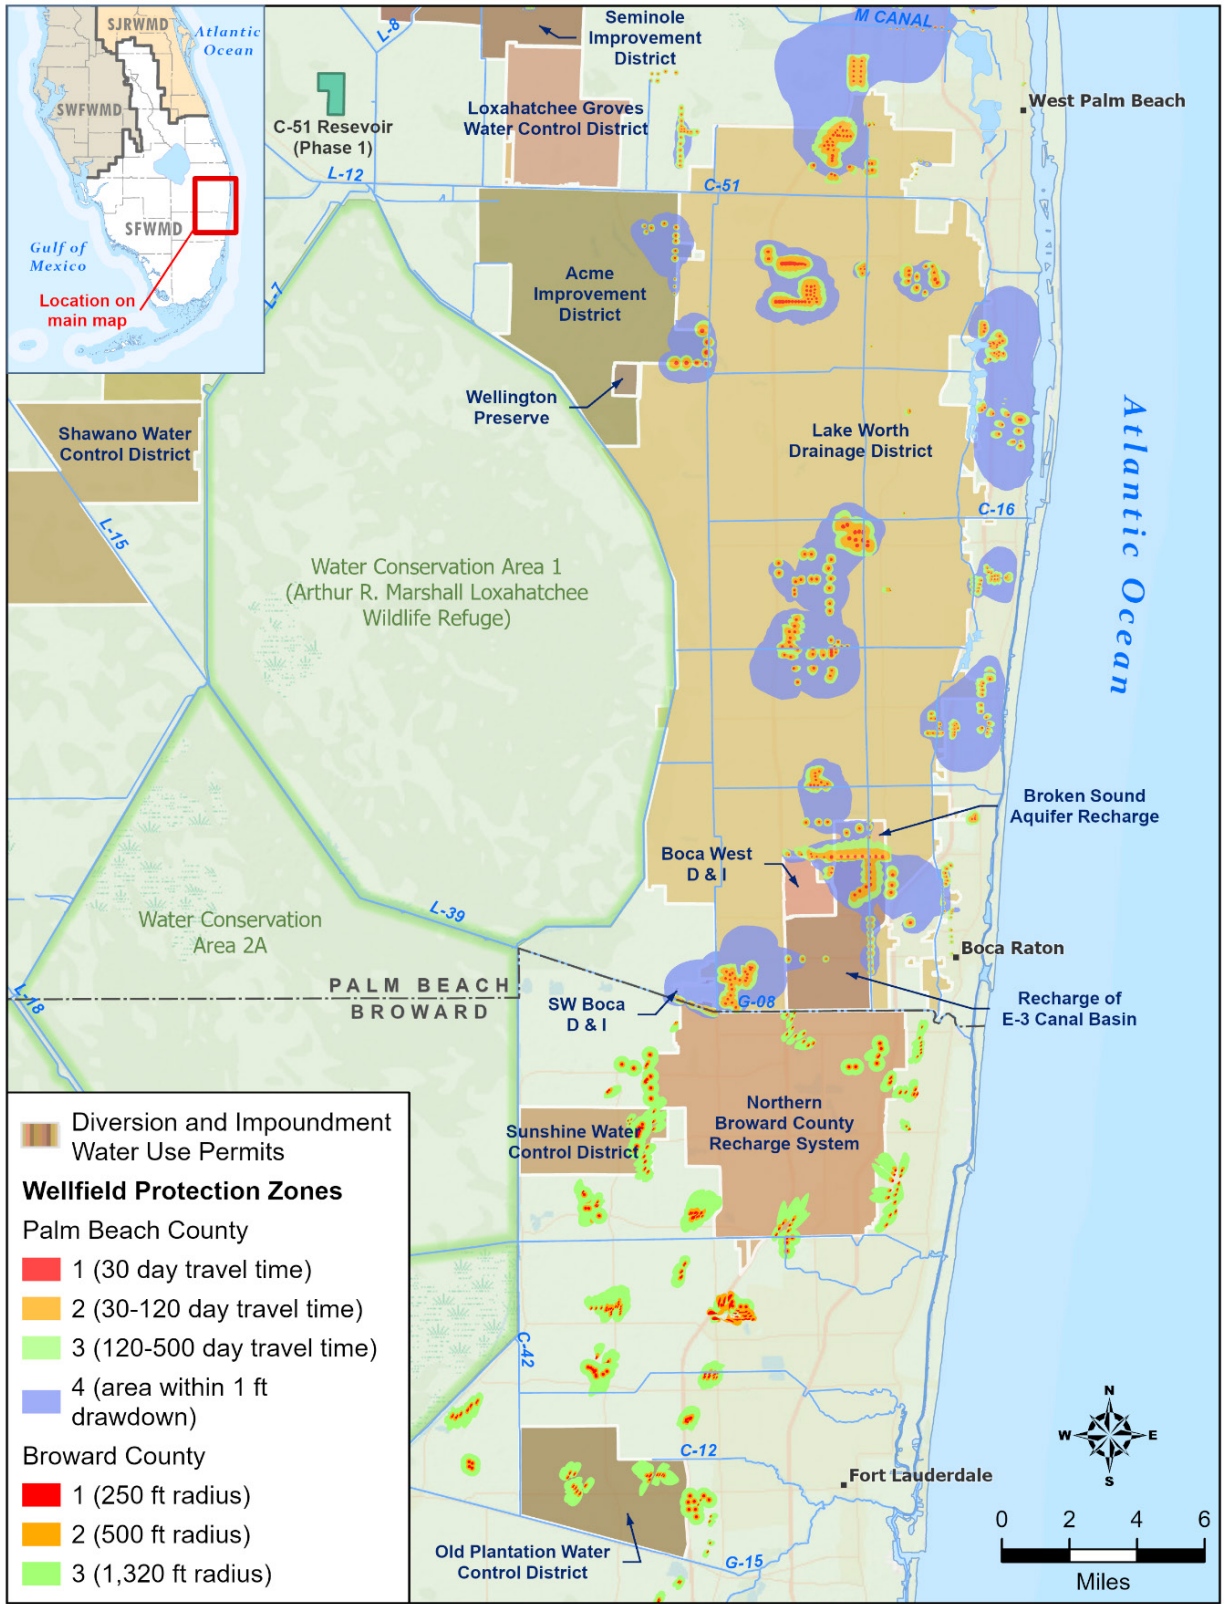 SJRWMD
Atlantic
Ocean
SWFWMD
SFWMD
Gulf of
Mexico
Location on
main map
L-8
Seminole
Improvement
District
M CANAL
C-51 Resevoir
(Phase 1)
Loxahatchee Groves
Water Control District
West Palm Beach
L-12
C-51
L-7
Acme
Improvement
District
Wellington
Preserve
Shawano Water
Control District
Lake Worth
Drainage District
Atlantic Ocean
L-15
C-16
Water Conservation Area 1
(Arthur R. Marshall Loxahatchee
Wildlife Refuge)
Broken Sound
Aquifer Recharge
Boca West
D & I
L-39
Water Conservation
Area 2A
Boca Raton
PALM BEACH
BROWARD
L-18
SW Boca
D & I
G-08
Recharge of
E-3 Canal Basin
Northern
Broward County
Recharge System
Sunshine Water
Control District
C-42
C-12
Fort Lauderdale
Old Plantation Water
Control District
G-15
Diversion and Impoundment
Water Use Permits
Wellfield Protection Zones
Palm Beach County
1 (30 day travel time)
2 (30-120 day travel time)
3 (120-500 day travel time)
4 (area within 1 ft
drawdown)
Broward County
1 (250 ft radius)
2 (500 ft radius)
3 (1,320 ft radius)
N
W E
S
0 2 4 6
Miles